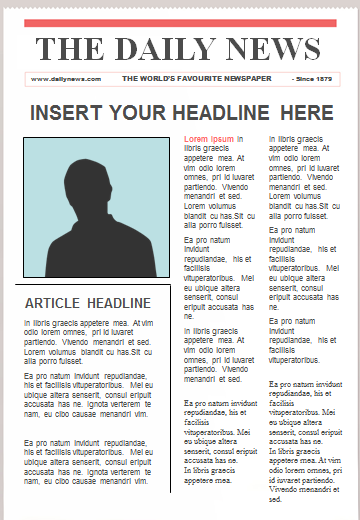 THE DAILY NEWS
www.dailynews.com
THE WORLD'S FAVOURITE NEWSPAPER
- Since 1879
INSERT YOUR HEADLINE HERE
ARTICLE HEADLINE
In libris graecis appetere mea. At vim
odio lorem omnes, pri id iuvaret
partiendo. Vivendo menandri et sed.
Lorem volumus blandit cu has.Sit cu
alia porro fuisset.
Ea pro natum invidunt repudiandae,
his et facilisis vituperatoribus. Mei eu
ubique altera senserit, consul eripuit
accusata has ne. Ignota verterem te
nam, eu cibo causae menandri vim.
Ea pro natum invidunt repudiandae,
his et facilisis vituperatoribus. Mei eu
ubique altera senserit, consul eripuit
accusata has ne. Ignota verterem te
nam, eu cibo causae menandri vim.
Lorem ipsum in
libris graecis
appetere mea. At
vim odio lorem
omnes, pri id iuvaret
partiendo. Vivendo
menandri et sed.
Lorem volumus
blandit cu has.Sit cu
alia porro fuisset.
Ea pro natum
invidunt
repudiandae, his et
facilisis
vituperatoribus. Mei
eu ubique altera
senserit, consul
eripuit accusata has
ne.
In libris graecis
appetere mea. At
vim odio lorem
omnes, pri id iuvaret
partiendo. Vivendo
menandri et sed.
Ea pro natum invidunt
repudiandae, his et
facilisis
vituperatoribus. Mei
eu ubique altera
senserit, consul eripuit
accusata has ne.
In libris graecis
appetere mea.
In libris graecis
appetere mea. At
vim odio lorem
omnes, pri id iuvaret
partiendo. Vivendo
menandri et sed.
Lorem volumus
blandit cu has.Sit cu
alia porro fuisset.
Ea pro natum
invidunt
repudiandae, his et
facilisis
vituperatoribus. Mei
eu ubique altera
senserit, consul
eripuit accusata has
ne.
Ea pro natum
invidunt
repudiandae, his et
facilisis
vituperatoribus.
Ea pro natum invidunt
repudiandae, his et
facilisis
vituperatoribus. Mei
eu ubique altera
senserit, consul eripuit
accusata has ne.
In libris graecis
appetere mea. At vim
odio lorem omnes, pri
id iuvaret partiendo.
Vivendo menandri et
sed.